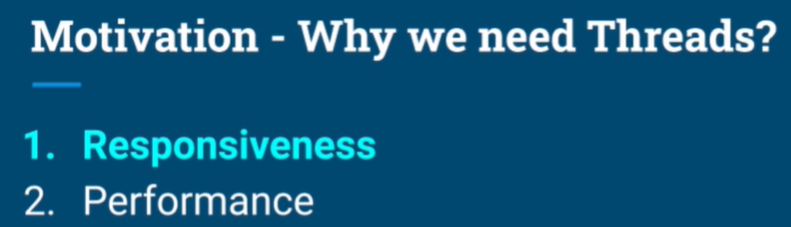 Motivation - Why we need Threads?
1. Responsiveness
2. Performance